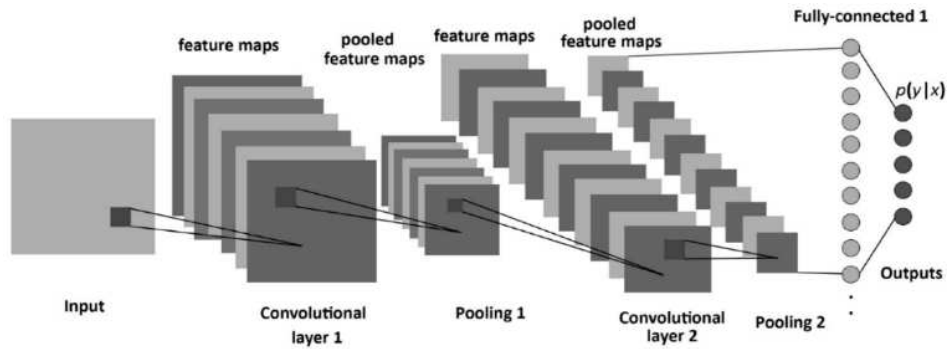 Fully-connected 1
feature maps
pooled
feature maps
feature maps
pooled
feature maps
p(y|x)
Input
Convolutional
layer 1
Pooling 1
Convolutional
layer 2
Pooling 2
Outputs